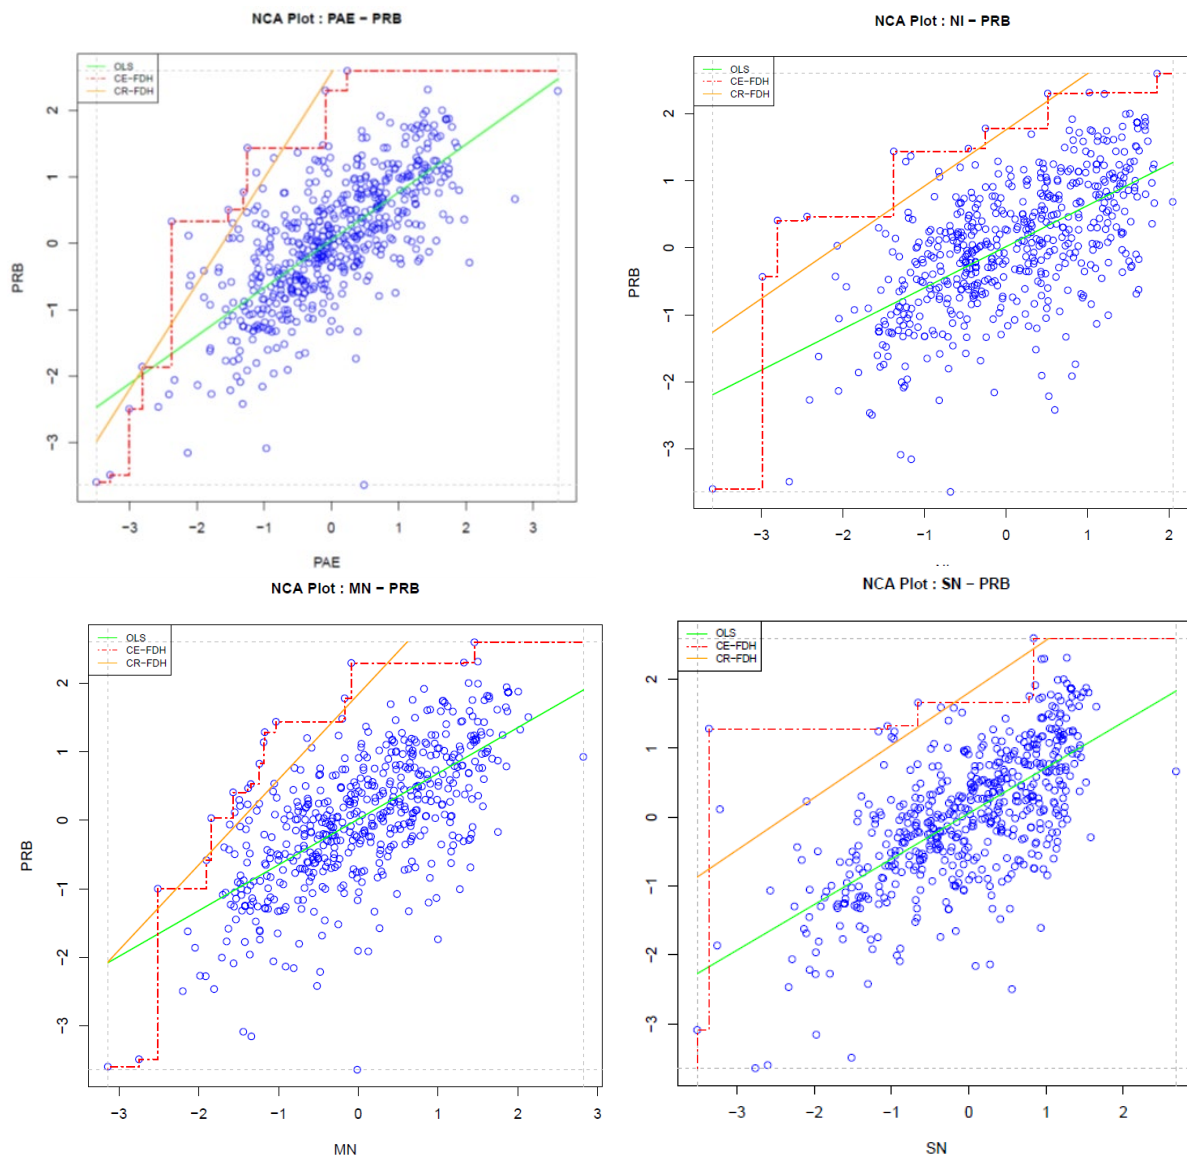 NCA Plot : PAE − PRB
OLS
CE−FDH
CR−FDH
2
1
0
−1
−2
−3
PRB
−3 −2 −1 0 1 2 3
PAE
NCA Plot : NI − PRB
OLS
CE−FDH
CR−FDH
2
1
0
−1
−2
−3
PRB
−3 −2 −1 0 1 2
NCA Plot : MN − PRB
OLS
CE−FDH
CR−FDH
2
1
0
−1
−2
−3
PRB
−3 −2 −1 0 1 2 3
MN
NCA Plot : SN − PRB
OLS
CE−FDH
CR−FDH
2
1
0
−1
−2
−3
−3 −2 −1 0 1 2
SN